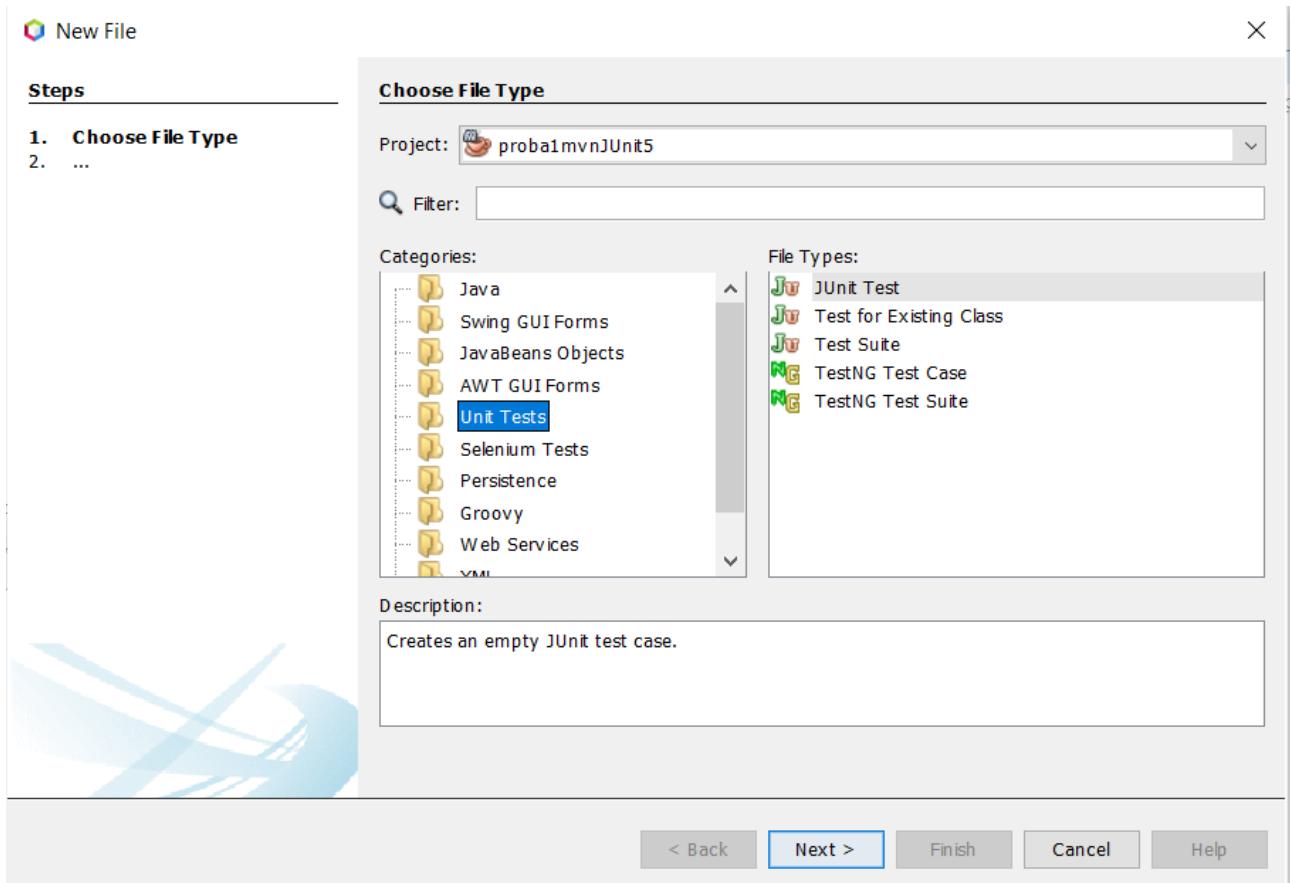 New File
Steps
1. Choose File Type
2. ...
Choose File Type
Project: proba1mvnJUnit5
Filter:
Categories:
Java
Swing GUI Forms
JavaBeans Objects
AWT GUI Forms
Unit Tests
Selenium Tests
Persistence
Groovy
Web Services
XML
File Types:
JUnit Test
Test for Existing Class
Test Suite
TestNG Test Case
TestNG Test Suite
Description:
Creates an empty JUnit test case.
< Back
Next >
Finish
Cancel
Help